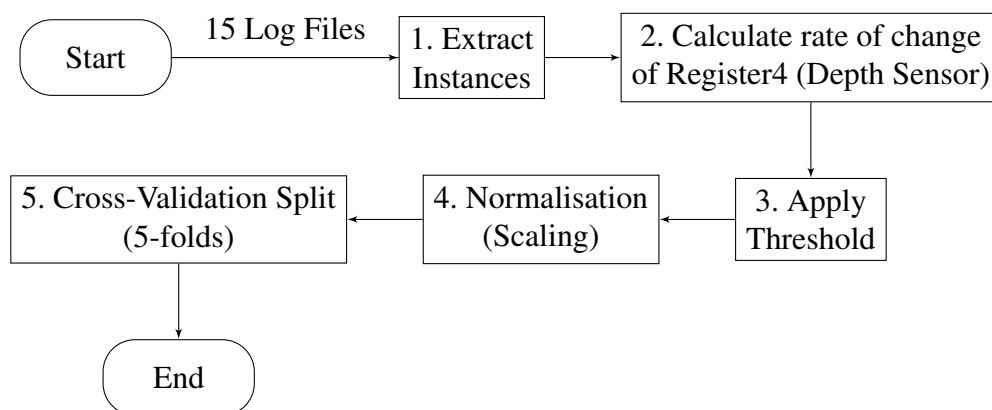 Start
15 Log Files
1. Extract
Instances
2. Calculate rate of change
of Register4 (Depth Sensor)
3. Apply
Threshold
4. Normalisation
(Scaling)
5. Cross-Validation Split
(5-folds)
End